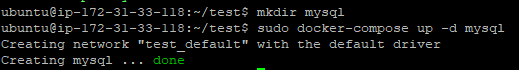 ubuntu@ip-172-31-33-118:~/test$ mkdir mysql
ubuntu@ip-172-31-33-118:~/test$ sudo docker-compose up -d mysql
Creating network "test_default" with the default driver
Creating mysql ... done